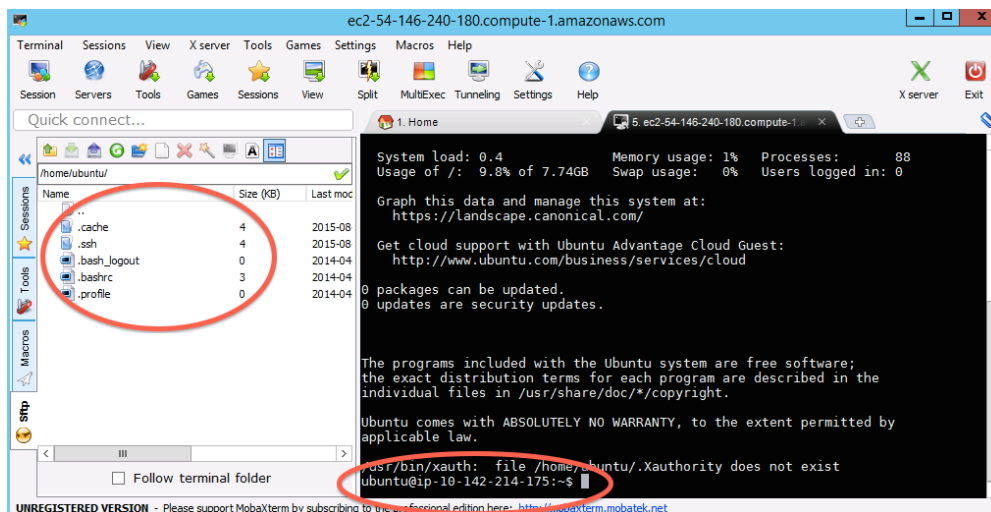 ec2-54-146-240-180.compute-1.amazonaws.com
Terminal Sessions View X server Tools Games Settings Macros Help
Session Servers Tools Games Sessions View Split MultiExec Tunneling Settings Help X server Exit
Quick connect...
1. Home
5. ec2-54-146-240-180.compute-1.a
/home/ubuntu/
Name Size (KB) Last mod
..
.cache 4 2015-08
.ssh 4 2015-08
.bash_logout 0 2014-04
.bashrc 3 2014-04
.profile 0 2014-04
Sessions
Tools
Macros
Sftp
Follow terminal folder
System load: 0.4 Memory usage: 1% Processes: 88
Usage of /: 9.8% of 7.74GB Swap usage: 0% Users logged in: 0
Graph this data and manage this system at:
https://landscape.canonical.com/
Get cloud support with Ubuntu Advantage Cloud Guest:
http://www.ubuntu.com/business/services/cloud
0 packages can be updated.
0 updates are security updates.
The programs included with the Ubuntu system are free software;
the exact distribution terms for each program are described in the
individual files in /usr/share/doc/*/copyright.
Ubuntu comes with ABSOLUTELY NO WARRANTY, to the extent permitted by
applicable law.
/usr/bin/xauth: file /home/ubuntu/.Xauthority does not exist
ubuntu@ip-10-142-214-175:~$
UNREGISTERED VERSION - Please support MobaXterm by subscribing to the professional edition here: http://mobaxterm.mobatek.net